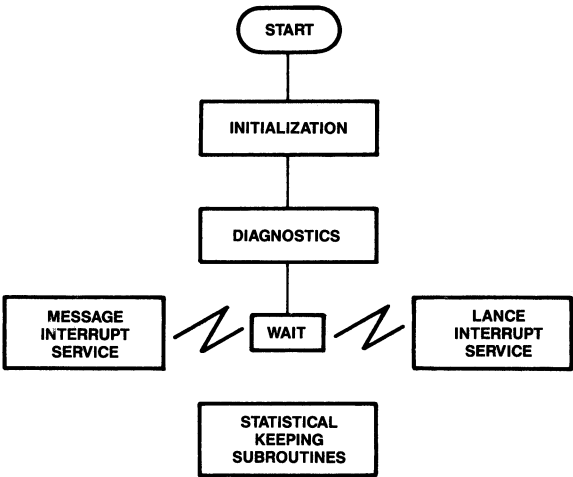 START
INITIALIZATION
DIAGNOSTICS
MESSAGE
INTERRUPT
SERVICE
WAIT
LANCE
INTERRUPT
SERVICE
STATISTICAL
KEEPING
SUBROUTINES